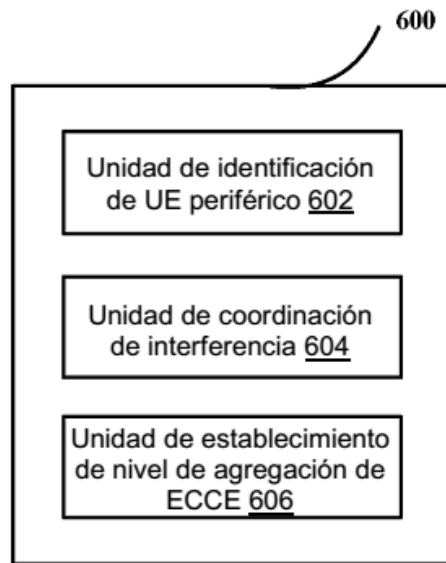 600
Unidad de identificación
de UE periférico 602
Unidad de coordinación
de interferencia 604
Unidad de establecimiento
de nivel de agregación de
ECCE 606